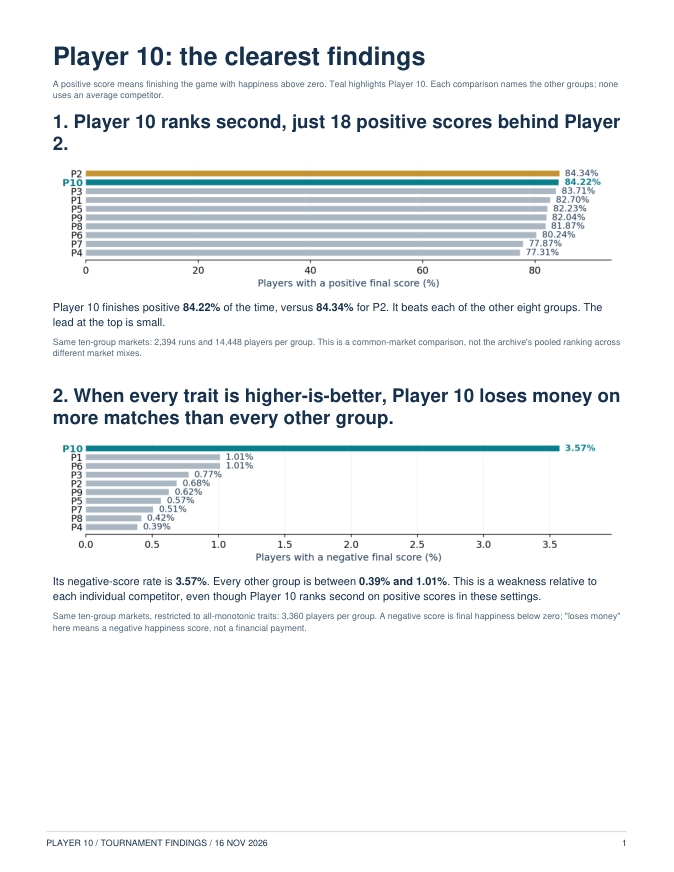 Player 10: the clearest findings
A positive score means finishing the game with happiness above zero. Teal highlights Player 10. Each comparison names the other groups; none
uses an average competitor.
1. Player 10 ranks second, just 18 positive scores behind Player
2.
P2 84.34%
P10 84.22%
P3 83.71%
P1 82.70%
P5 82.23%
P9 82.04%
P8 81.87%
P6 80.24%
P7 77.87%
P4 77.31%
0 20 40 60 80
Players with a positive final score (%)
Player 10 finishes positive 84.22% of the time, versus 84.34% for P2. It beats each of the other eight groups. The
lead at the top is small.
Same ten-group markets: 2,394 runs and 14,448 players per group. This is a common-market comparison, not the archive's pooled ranking across
different market mixes.
2. When every trait is higher-is-better, Player 10 loses money on
more matches than every other group.
P10 3.57%
P1 1.01%
P6 1.01%
P3 0.77%
P2 0.68%
P9 0.62%
P5 0.57%
P7 0.51%
P8 0.42%
P4 0.39%
0.0 0.5 1.0 1.5 2.0 2.5 3.0 3.5
Players with a negative final score (%)
Its negative-score rate is 3.57%. Every other group is between 0.39% and 1.01%. This is a weakness relative to
each individual competitor, even though Player 10 ranks second on positive scores in these settings.
Same ten-group markets, restricted to all-monotonic traits: 3,360 players per group. A negative score is final happiness below zero; "loses money"
here means a negative happiness score, not a financial payment.
PLAYER 10 / TOURNAMENT FINDINGS / 16 NOV 2026 1